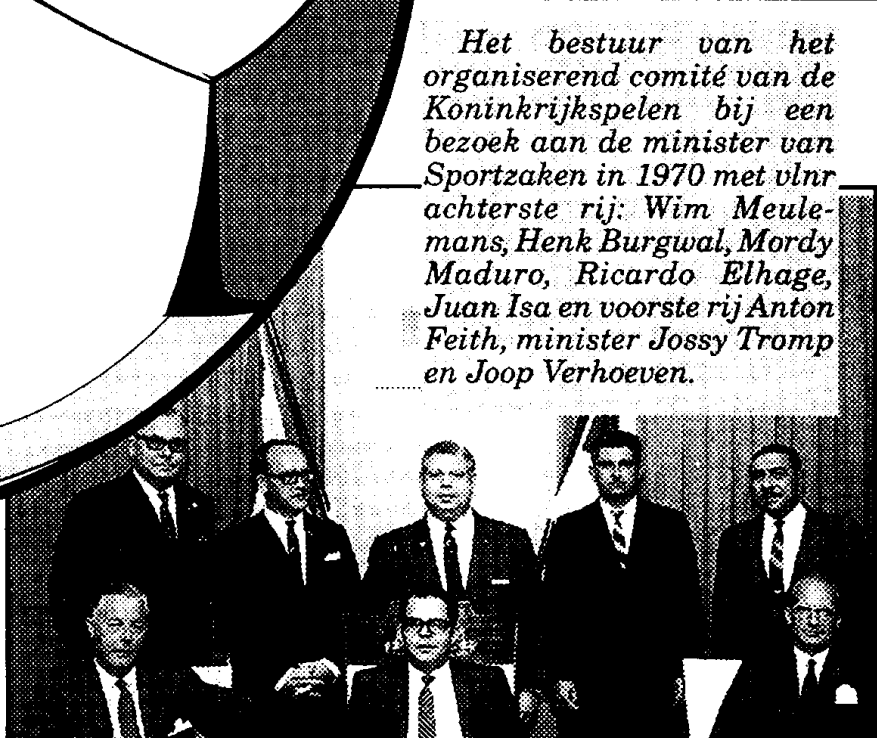 Het bestuur van het
organiserend comité van de
Koninkrijkspelen bij een
bezoek aan de minister van
Sportzaken in 1970 met vlnr
achterste rij: Wim Meule-
mans, Henk Burgwal, Mordy
Maduro, Ricardo Elhage,
Juan Isa en voorste rij Anton
Feith, minister Jossy Tromp
en Joop Verhoeven.